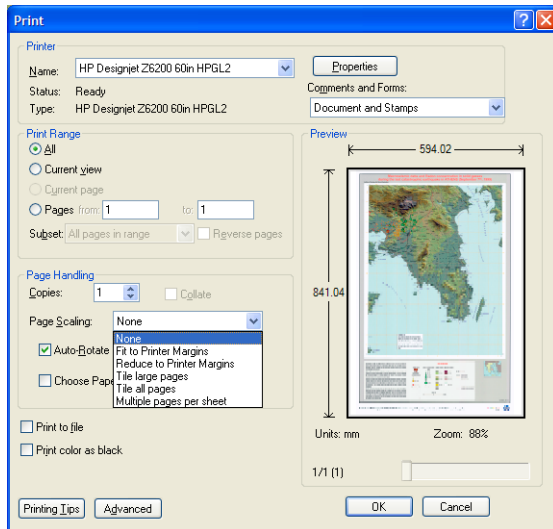 Print
Printer
Name: HP Designjet Z6200 60in HPGL2
Properties
Status: Ready
Comments and Forms:
Type: HP Designjet Z6200 60in HPGL2
Document and Stamps
Print Range
All
Current view
Current page
Pages from: 1 to: 1
Subset: All pages in range
Reverse pages
Page Handling
Copies: 1
Collate
Page Scaling: None
None
Fit to Printer Margins
Reduce to Printer Margins
Tile large pages
Tile all pages
Multiple pages per sheet
Auto-Rotate
Choose Pape
Print to file
Print color as black
Preview
594.02
841.04
Units: mm
Zoom: 88%
1/1 (1)
Printing Tips
Advanced
OK
Cancel